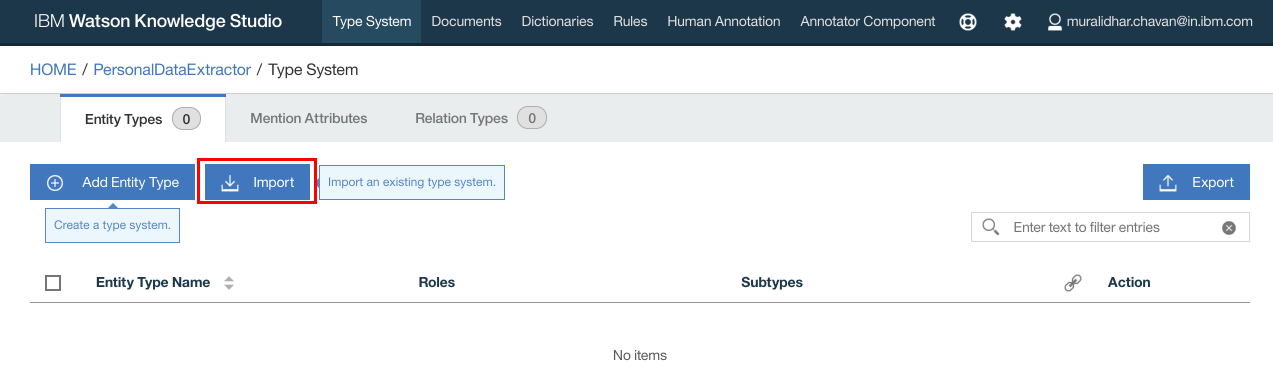 IBM Watson Knowledge Studio Type System Documents Dictionaries Rules Human Annotation Annotator Component muralidhar.chavan@in.ibm.com
HOME / PersonalDataExtractor / Type System
Entity Types 0 Mention Attributes Relation Types 0
Add Entity Type Import Import an existing type system. Export
Create a type system. Enter text to filter entries
Entity Type Name Roles Subtypes Action
No items